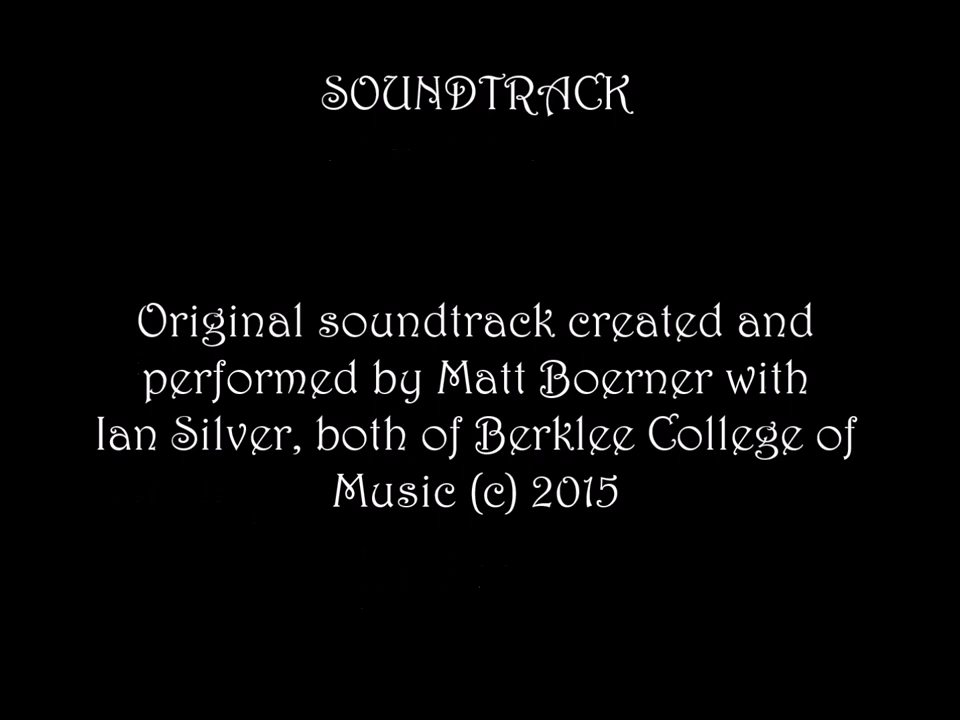 SOUNDTRACK
Original soundtrack created and
performed by Matt Boerner with
Ian Silver, both of Berklee College of
Music (c) 2015